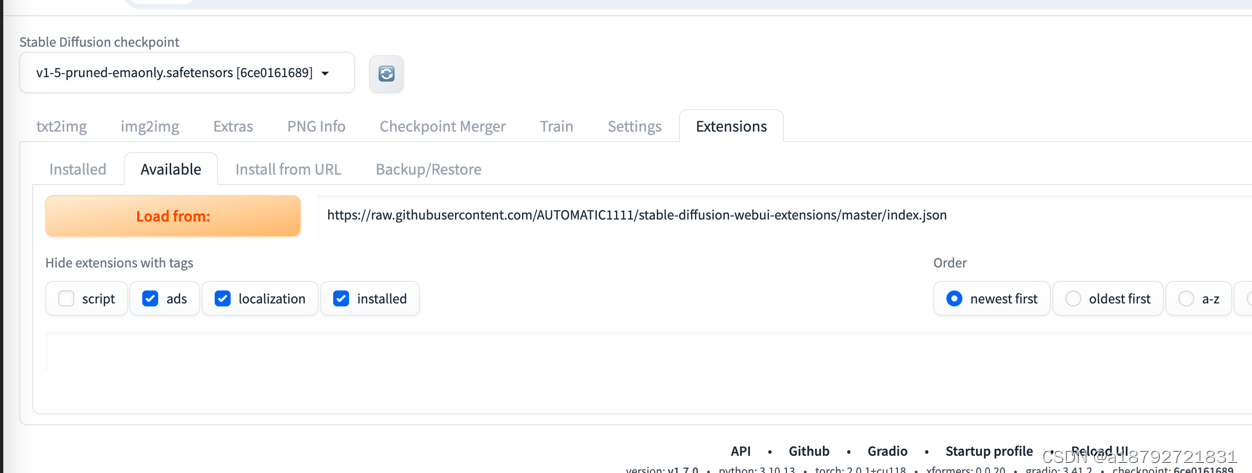 Stable Diffusion checkpoint
v1-5-pruned-emaonly.safetensors [6ce0161689]
txt2img img2img Extras PNG Info Checkpoint Merger Train Settings Extensions
Installed Available Install from URL Backup/Restore
Load from: https://raw.githubusercontent.com/AUTOMATIC1111/stable-diffusion-webui-extensions/master/index.json
Hide extensions with tags Order
script ads localization installed newest first oldest first a-z
API • Github • Gradio • Startup profile • Reload UI
CSDN @a18792721831
version: v1.7.0 • python: 3.10.13 • torch: 2.0.1+cu118 • xformers: 0.0.20 • gradio: 3.41.2 • checkpoint: 6ce0161689